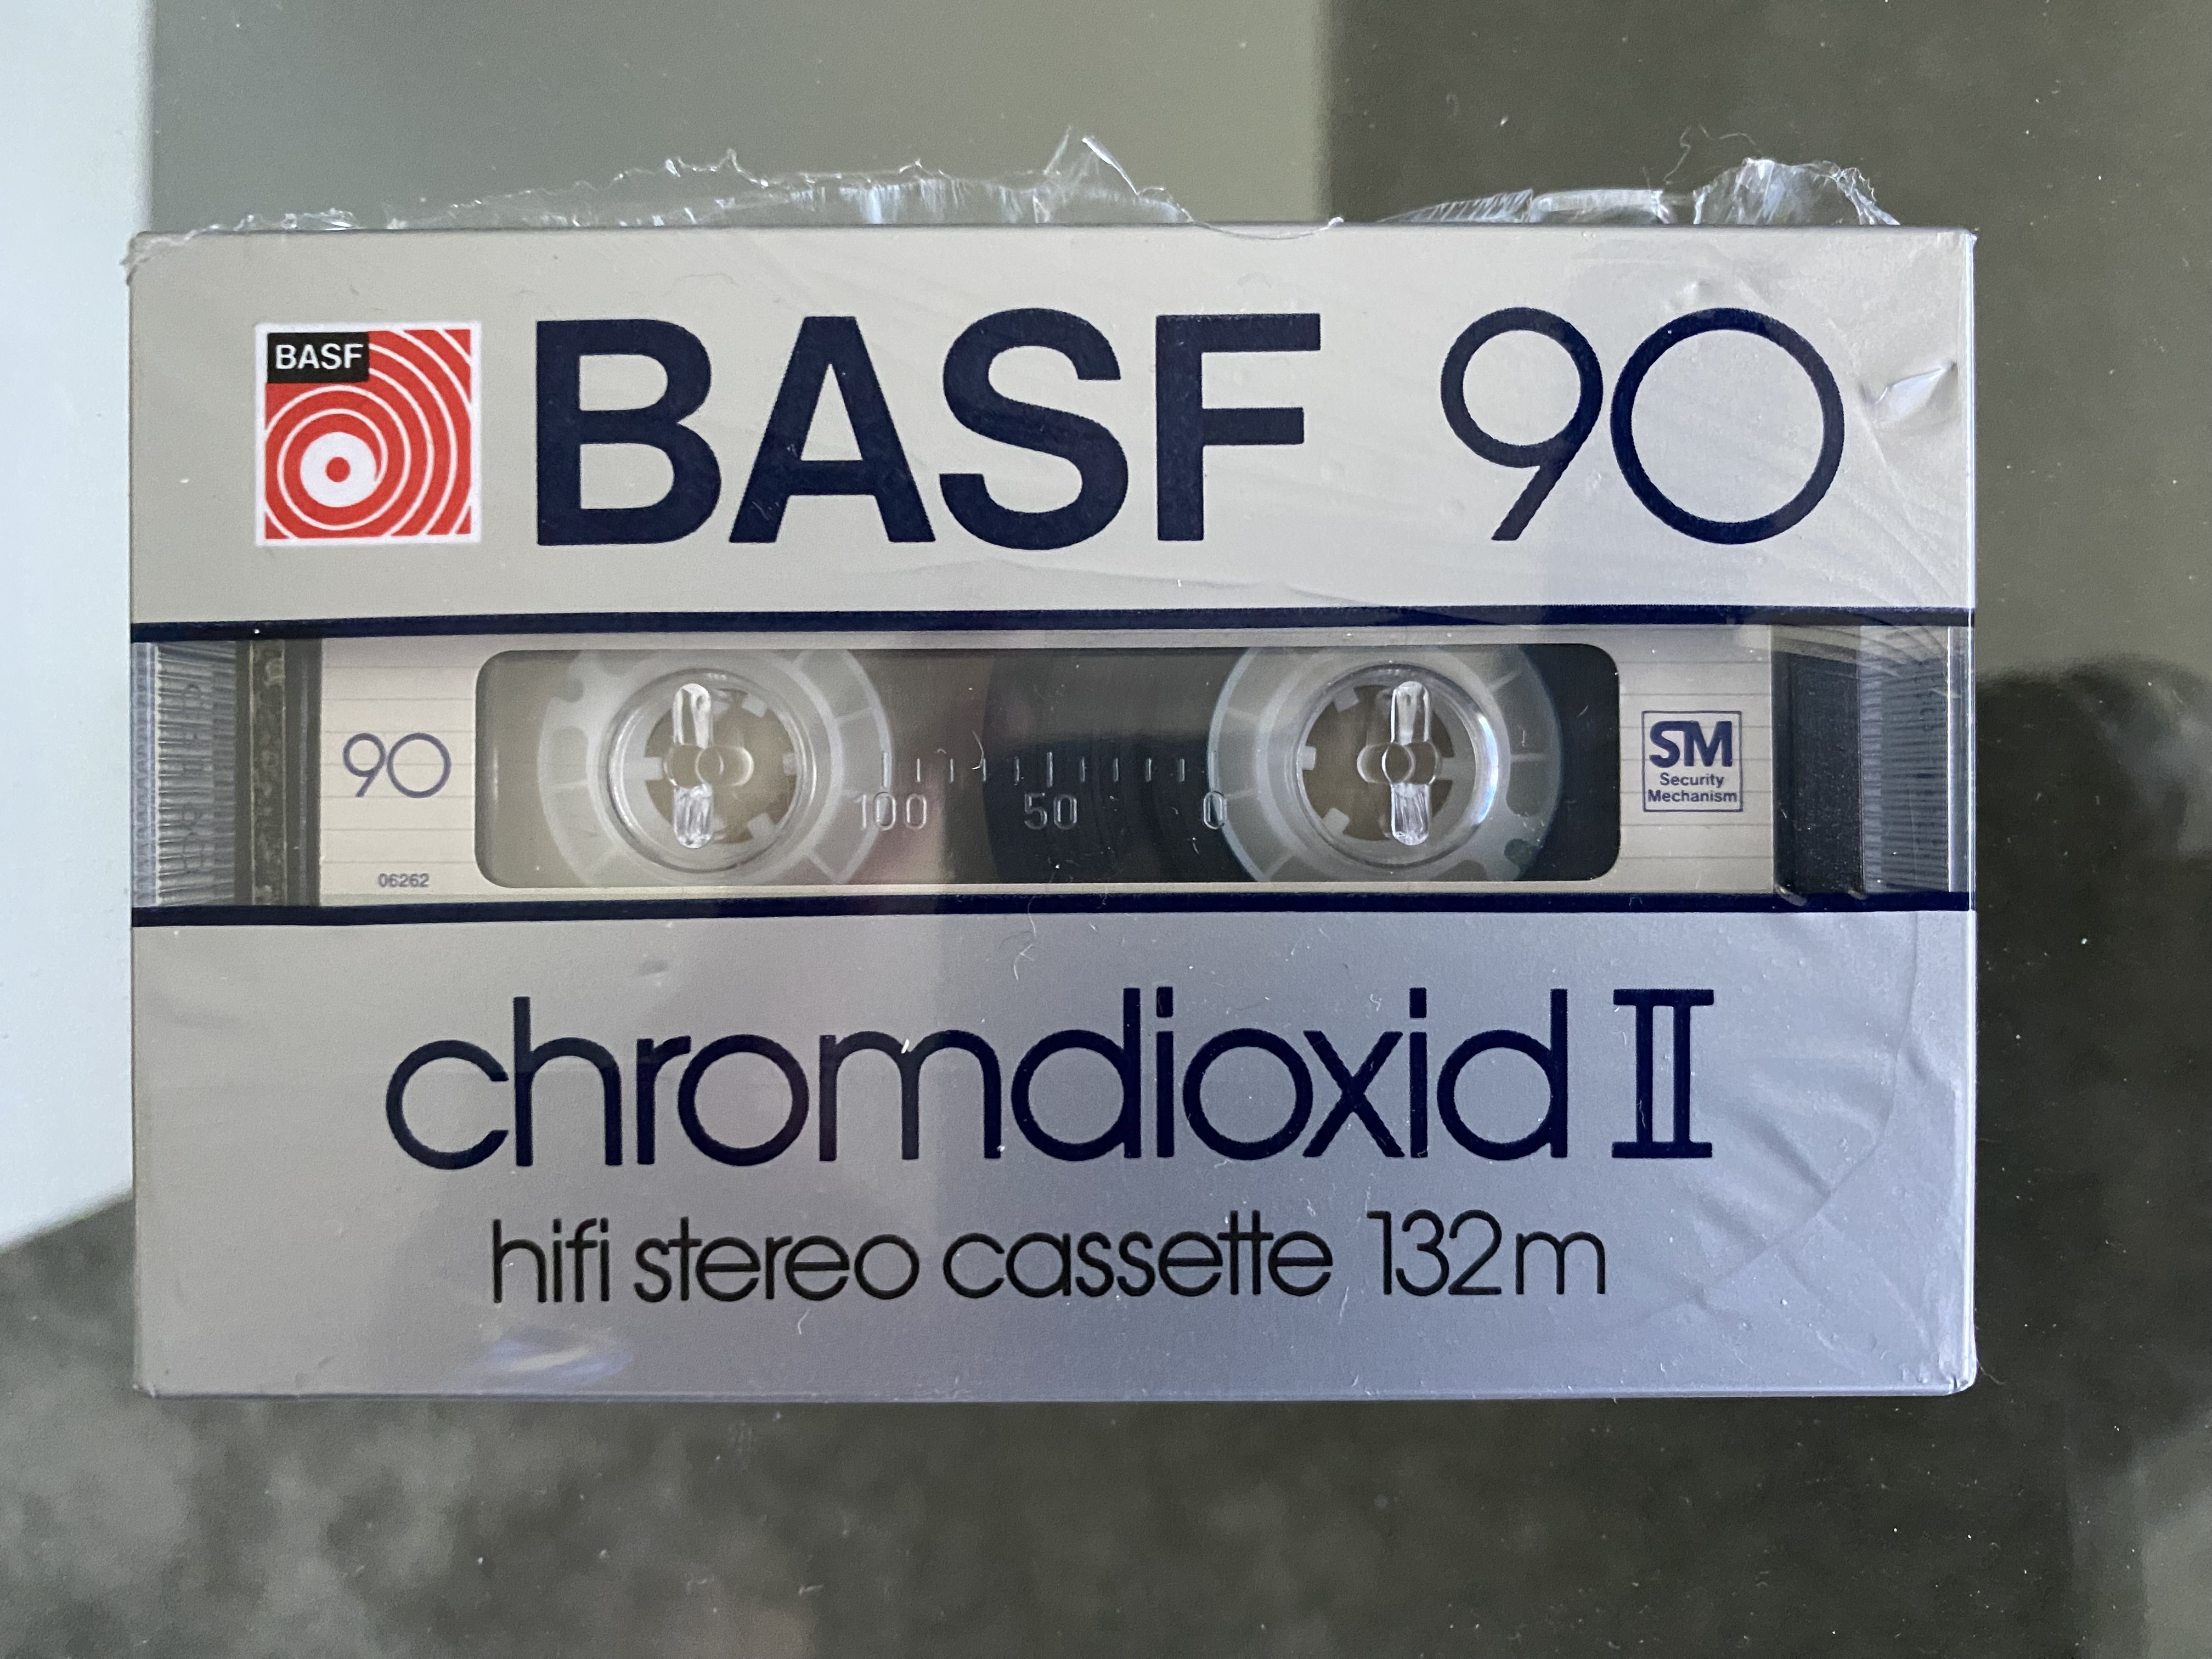 BASF
BASF 90
90
100 50 0
SM
Security
Mechanism
06262
chromdioxid II
hifi stereo cassette 132m